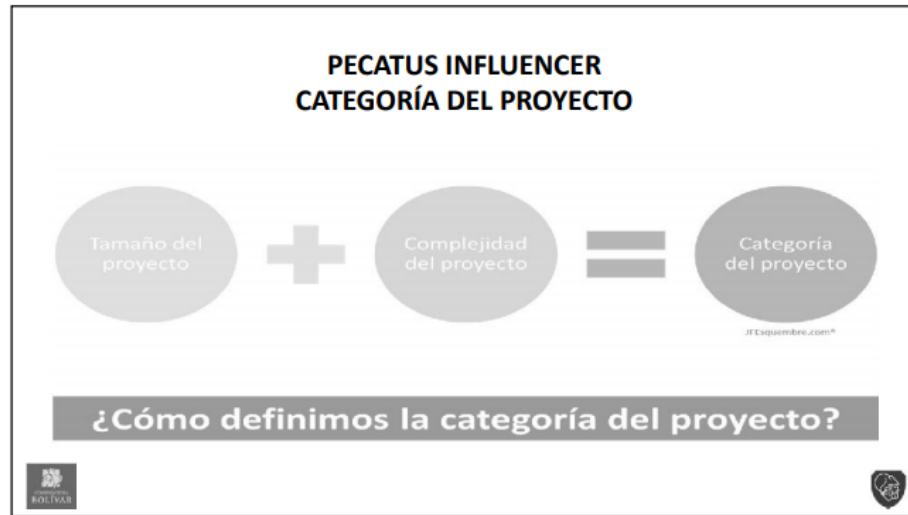 PECATUS INFLUENCER
CATEGORÍA DEL PROYECTO
Tamaño del
proyecto
Complejidad
del proyecto
Categoría
del proyecto
JFEsquembre.com®
¿Cómo definimos la categoría del proyecto?
BOLÍVAR